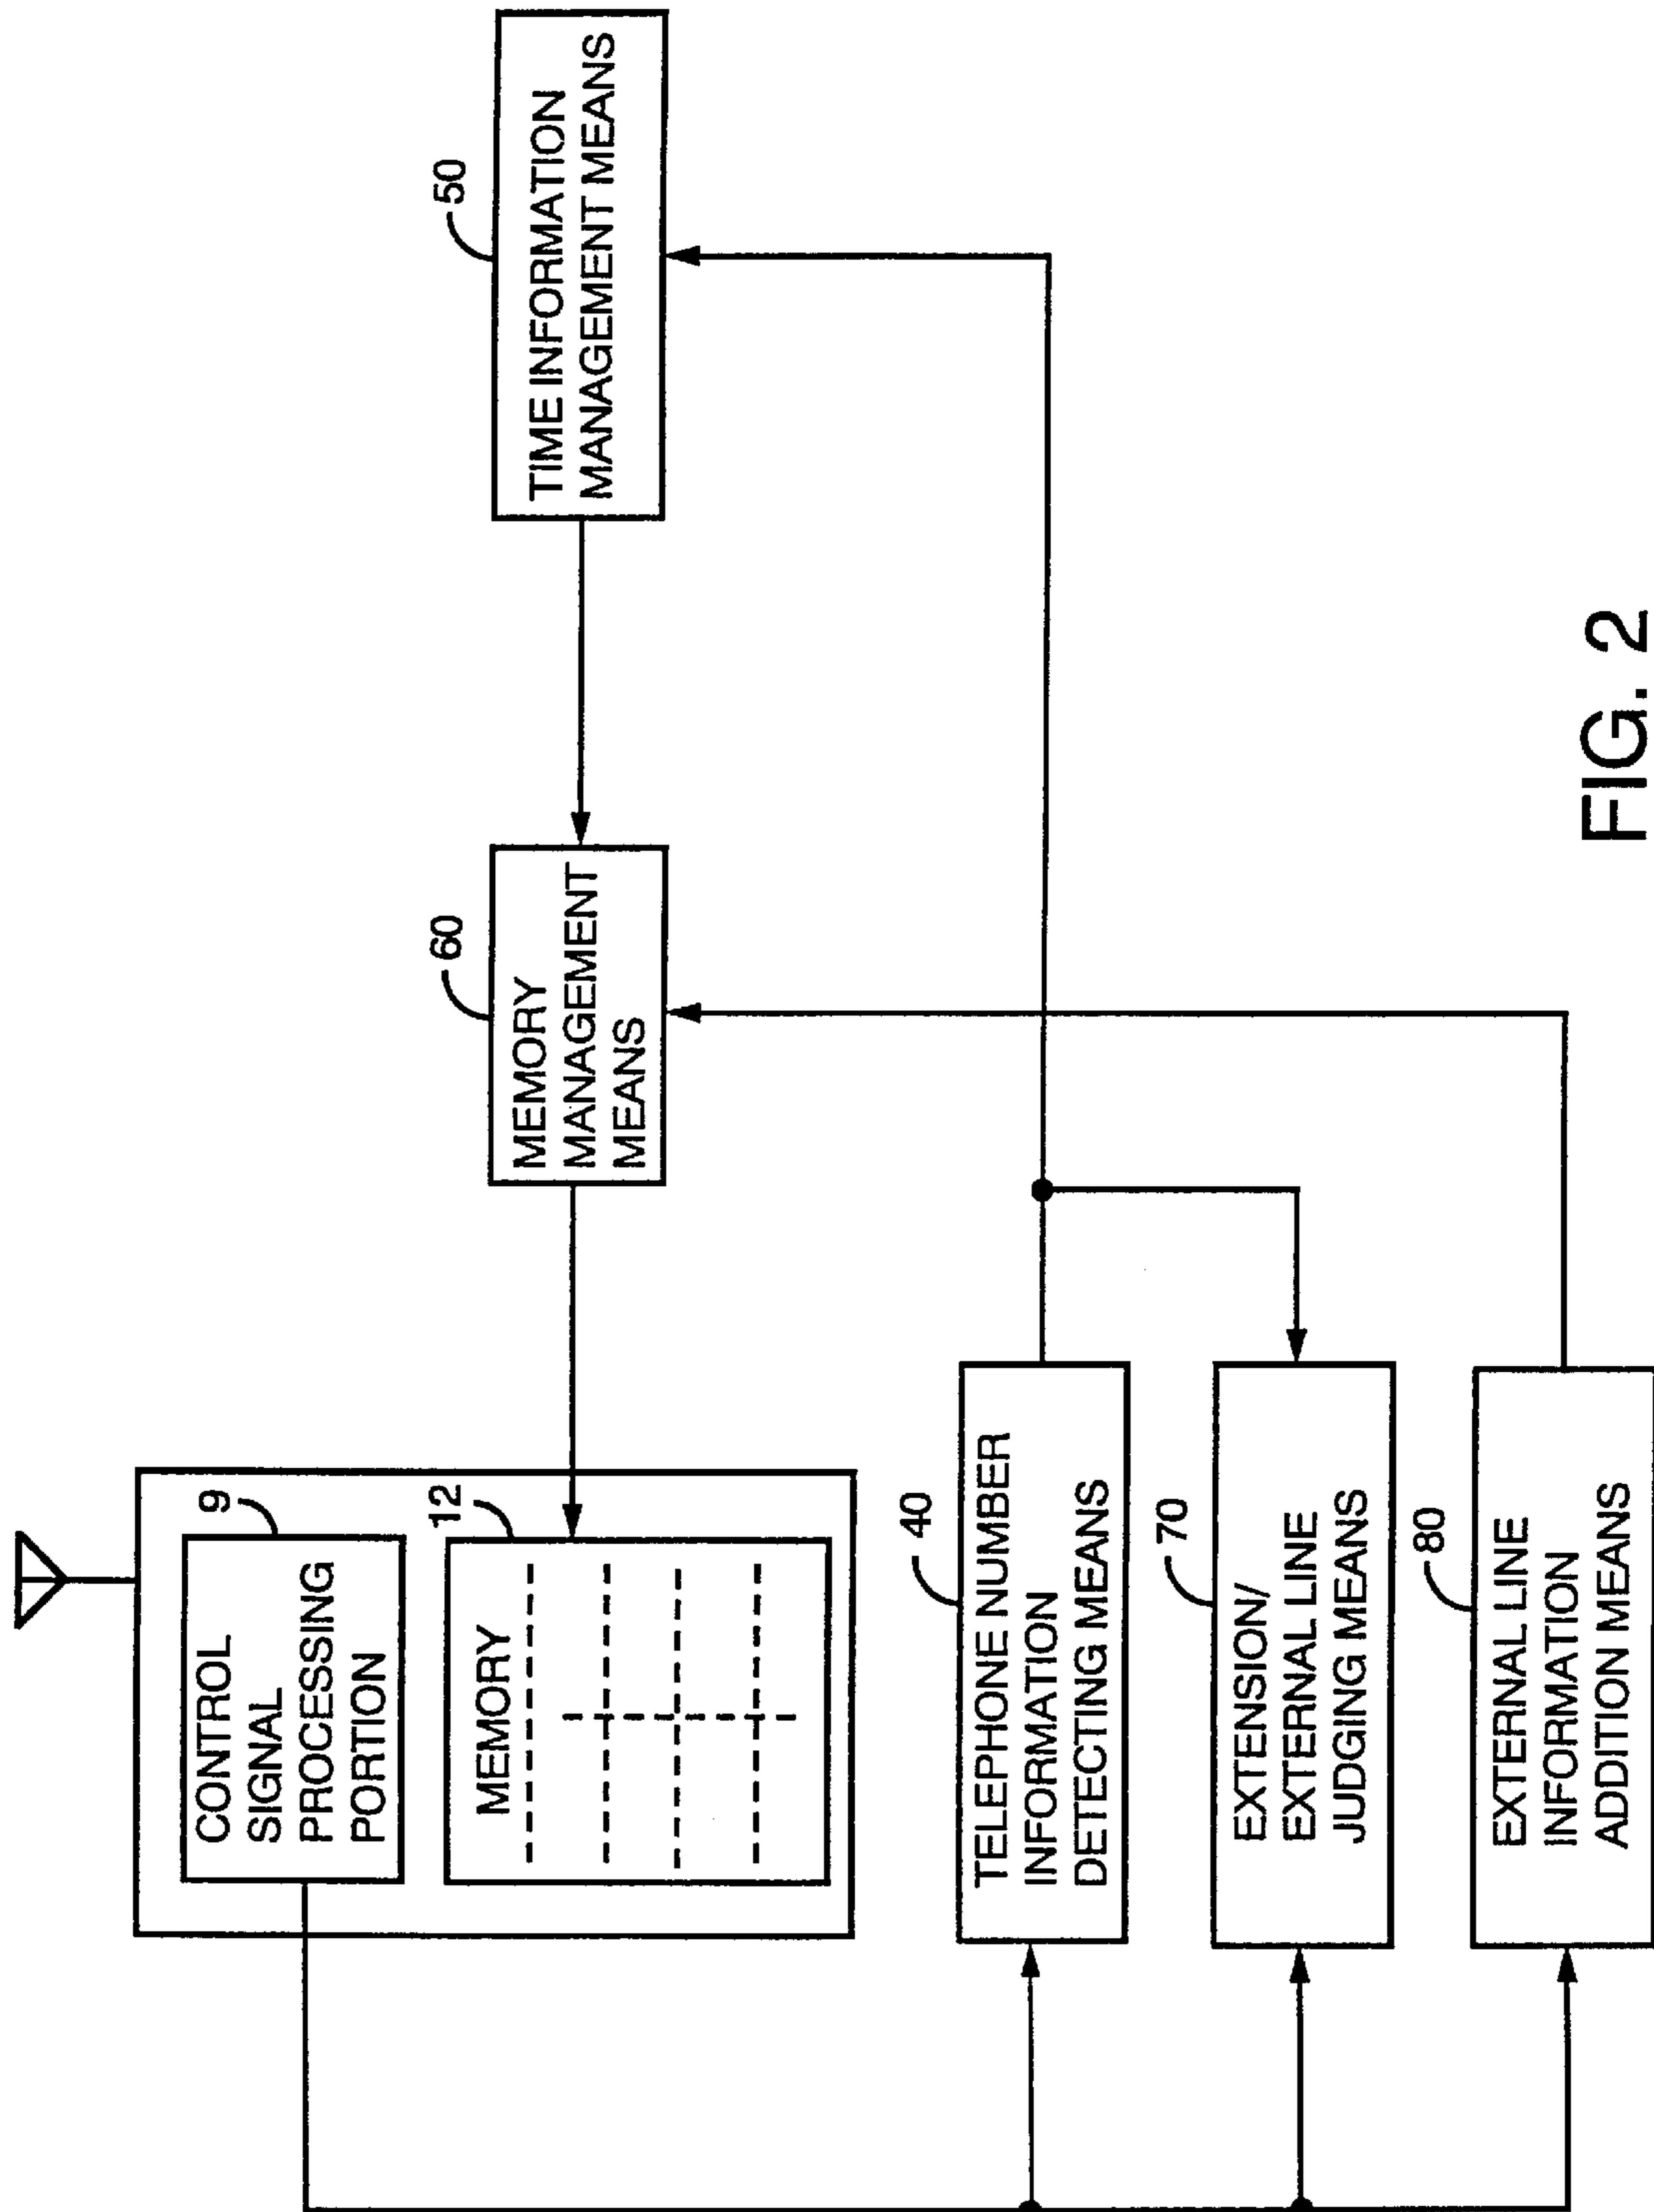 9
CONTROL
SIGNAL
PROCESSING
PORTION
12
MEMORY
60
MEMORY
MANAGEMENT
MEANS
50
TIME INFORMATION
MANAGEMENT MEANS
40
TELEPHONE NUMBER
INFORMATION
DETECTING MEANS
70
EXTENSION/
EXTERNAL LINE
JUDGING MEANS
80
EXTERNAL LINE
INFORMATION
ADDITION MEANS
FIG. 2